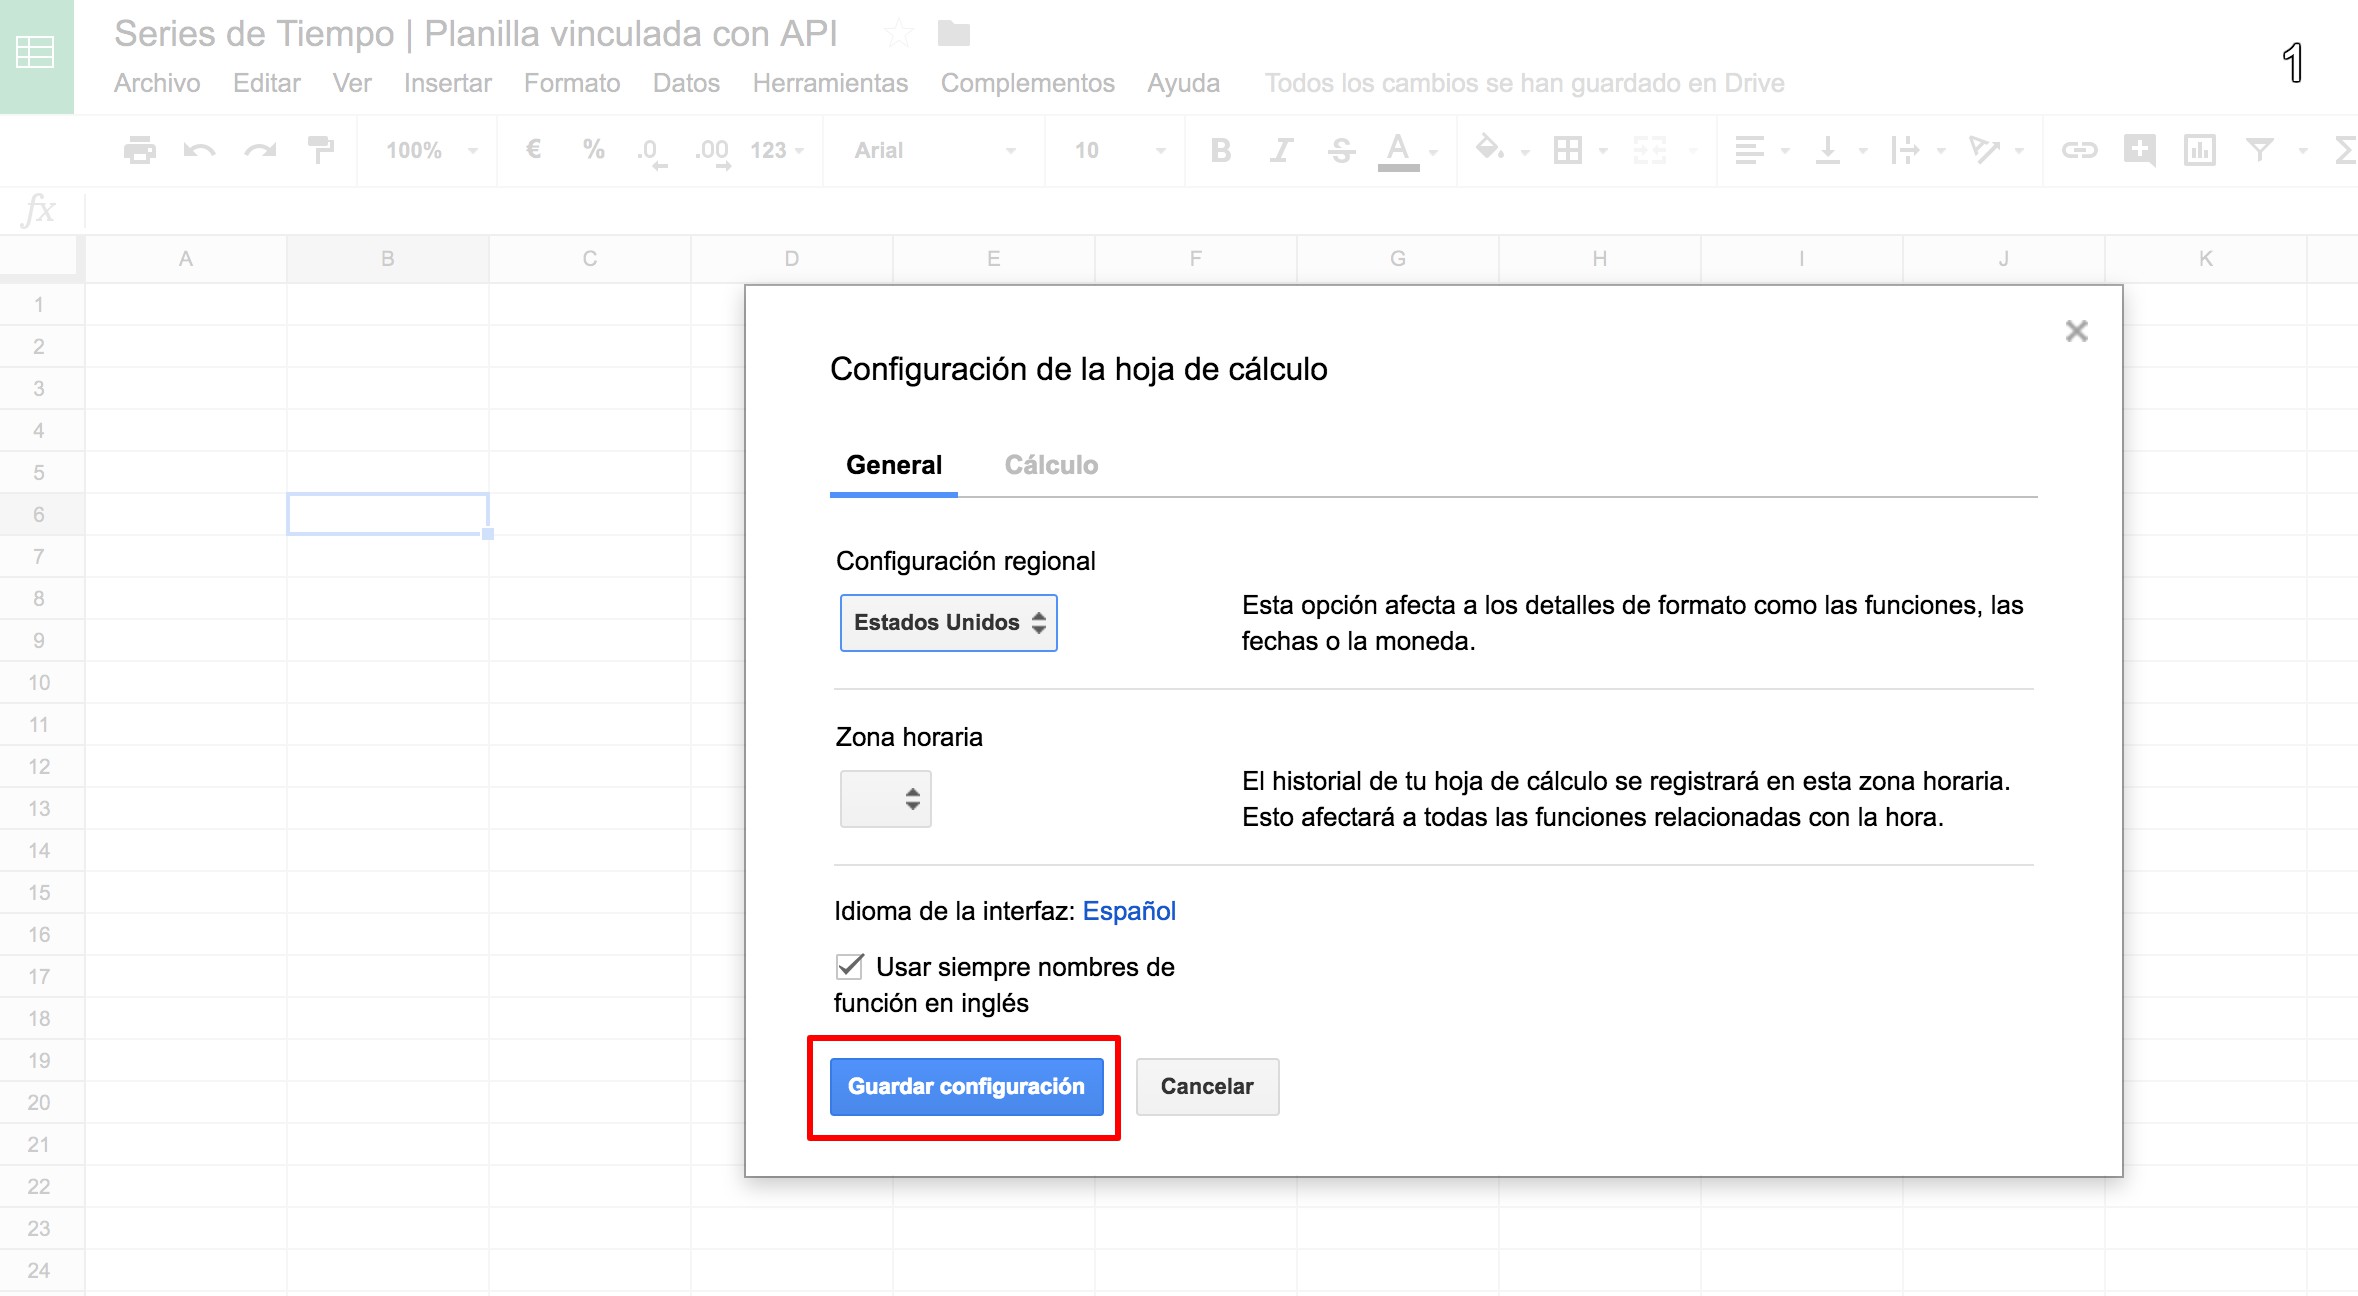 Series de Tiempo | Planilla vinculada con API
1
Archivo Editar Ver Insertar Formato Datos Herramientas Complementos Ayuda Todos los cambios se han guardado en Drive
100% € % .0 .00 123 Arial 10 B I S A Σ
fx
A B C D E F G H I J K
1
2
3
4
5
6
7
8
9
10
11
12
13
14
15
16
17
18
19
20
21
22
23
24
Configuración de la hoja de cálculo
General Cálculo
Configuración regional
Estados Unidos
Esta opción afecta a los detalles de formato como las funciones, las
fechas o la moneda.
Zona horaria
El historial de tu hoja de cálculo se registrará en esta zona horaria.
Esto afectará a todas las funciones relacionadas con la hora.
Idioma de la interfaz: Español
Usar siempre nombres de
función en inglés
Guardar configuración Cancelar